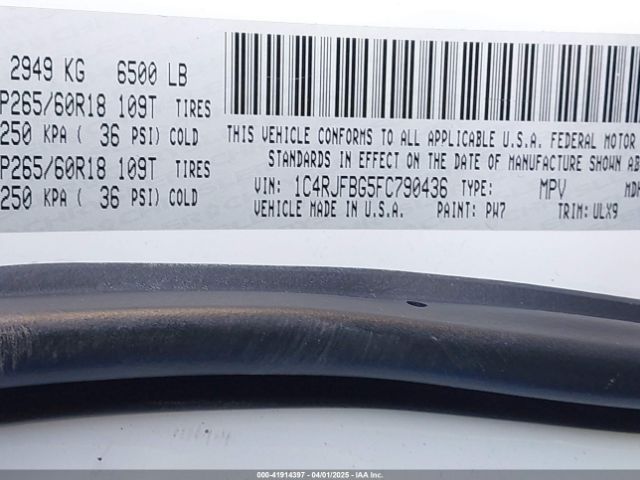 2949 KG 6500 LB
P265/60R18 109T TIRES
250 KPA ( 36 PSI) COLD
P265/60R18 109T TIRES
250 KPA ( 36 PSI) COLD
THIS VEHICLE CONFORMS TO ALL APPLICABLE U.S.A. FEDERAL MOTOR
STANDARDS IN EFFECT ON THE DATE OF MANUFACTURE SHOWN AB
VIN: 1C4RJFBG5FC790436 TYPE: MPV MDH
VEHICLE MADE IN U.S.A. PAINT: PW7 TRIM: ULX9
000-41914397 - 04/01/2025 - IAA Inc.